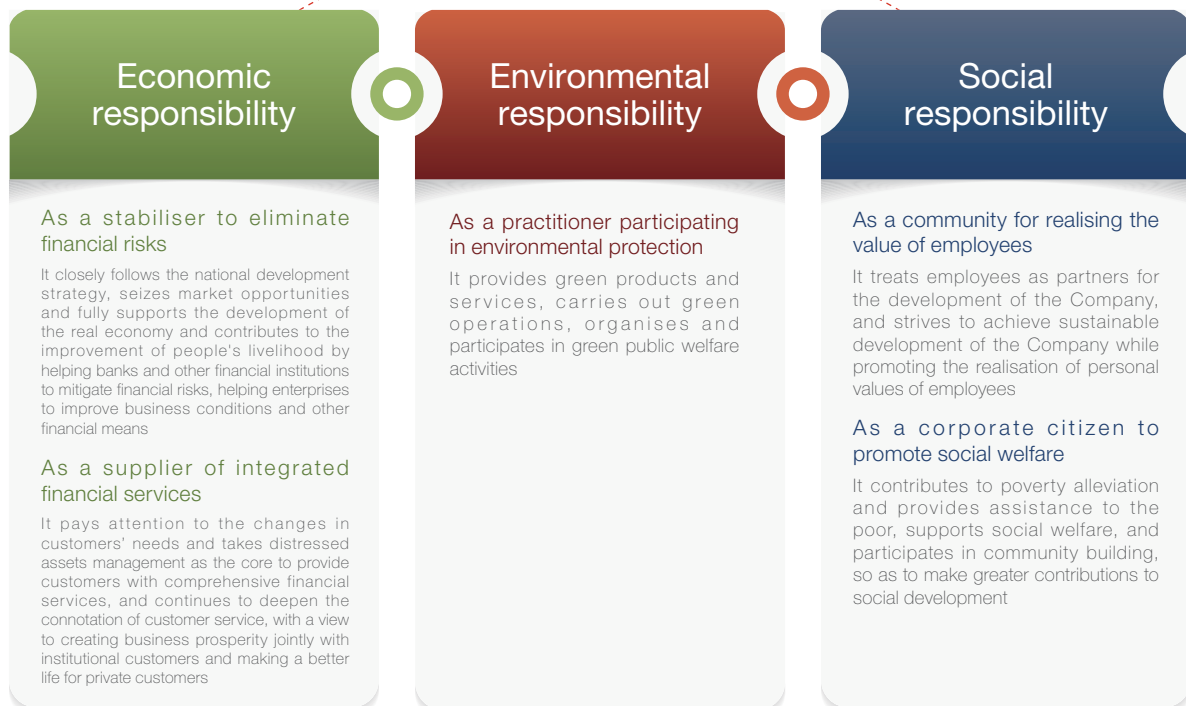 Economic
responsibility
As a stabiliser to eliminate
financial risks
It closely follows the national development
strategy, seizes market opportunities
and fully supports the development of
the real economy and contributes to the
improvement of people's livelihood by
helping banks and other financial institutions
to mitigate financial risks, helping enterprises
to improve business conditions and other
financial means
As a supplier of integrated
financial services
It pays attention to the changes in
customers' needs and takes distressed
assets management as the core to provide
customers with comprehensive financial
services, and continues to deepen the
connotation of customer service, with a view
to creating business prosperity jointly with
institutional customers and making a better
life for private customers
Environmental
responsibility
As a practitioner participating
in environmental protection
It provides green products and
services, carries out green
operations, organises and
participates in green public welfare
activities
Social
responsibility
As a community for realising the
value of employees
It treats employees as partners for
the development of the Company,
and strives to achieve sustainable
development of the Company while
promoting the realisation of personal
values of employees
As a corporate citizen to
promote social welfare
It contributes to poverty alleviation
and provides assistance to the
poor, supports social welfare, and
participates in community building,
so as to make greater contributions to
social development